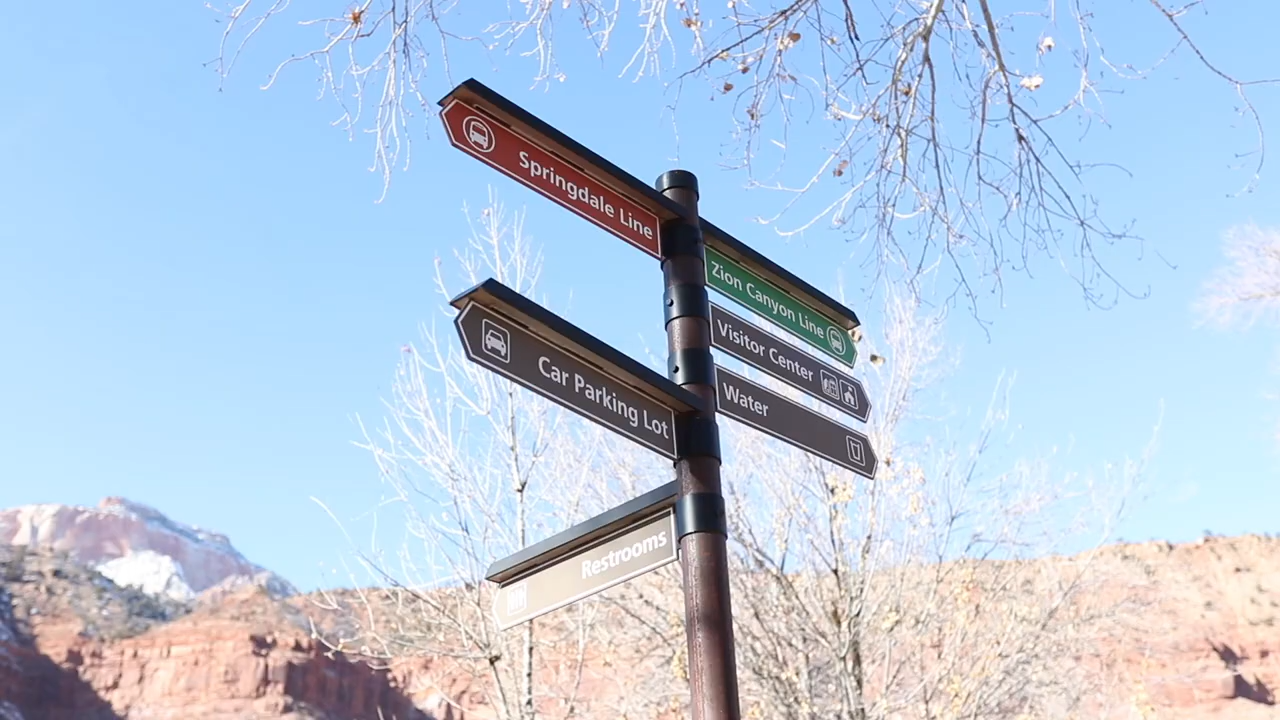 Springdale Line
Zion Canyon Line
Visitor Center
Water
Car Parking Lot
Restrooms